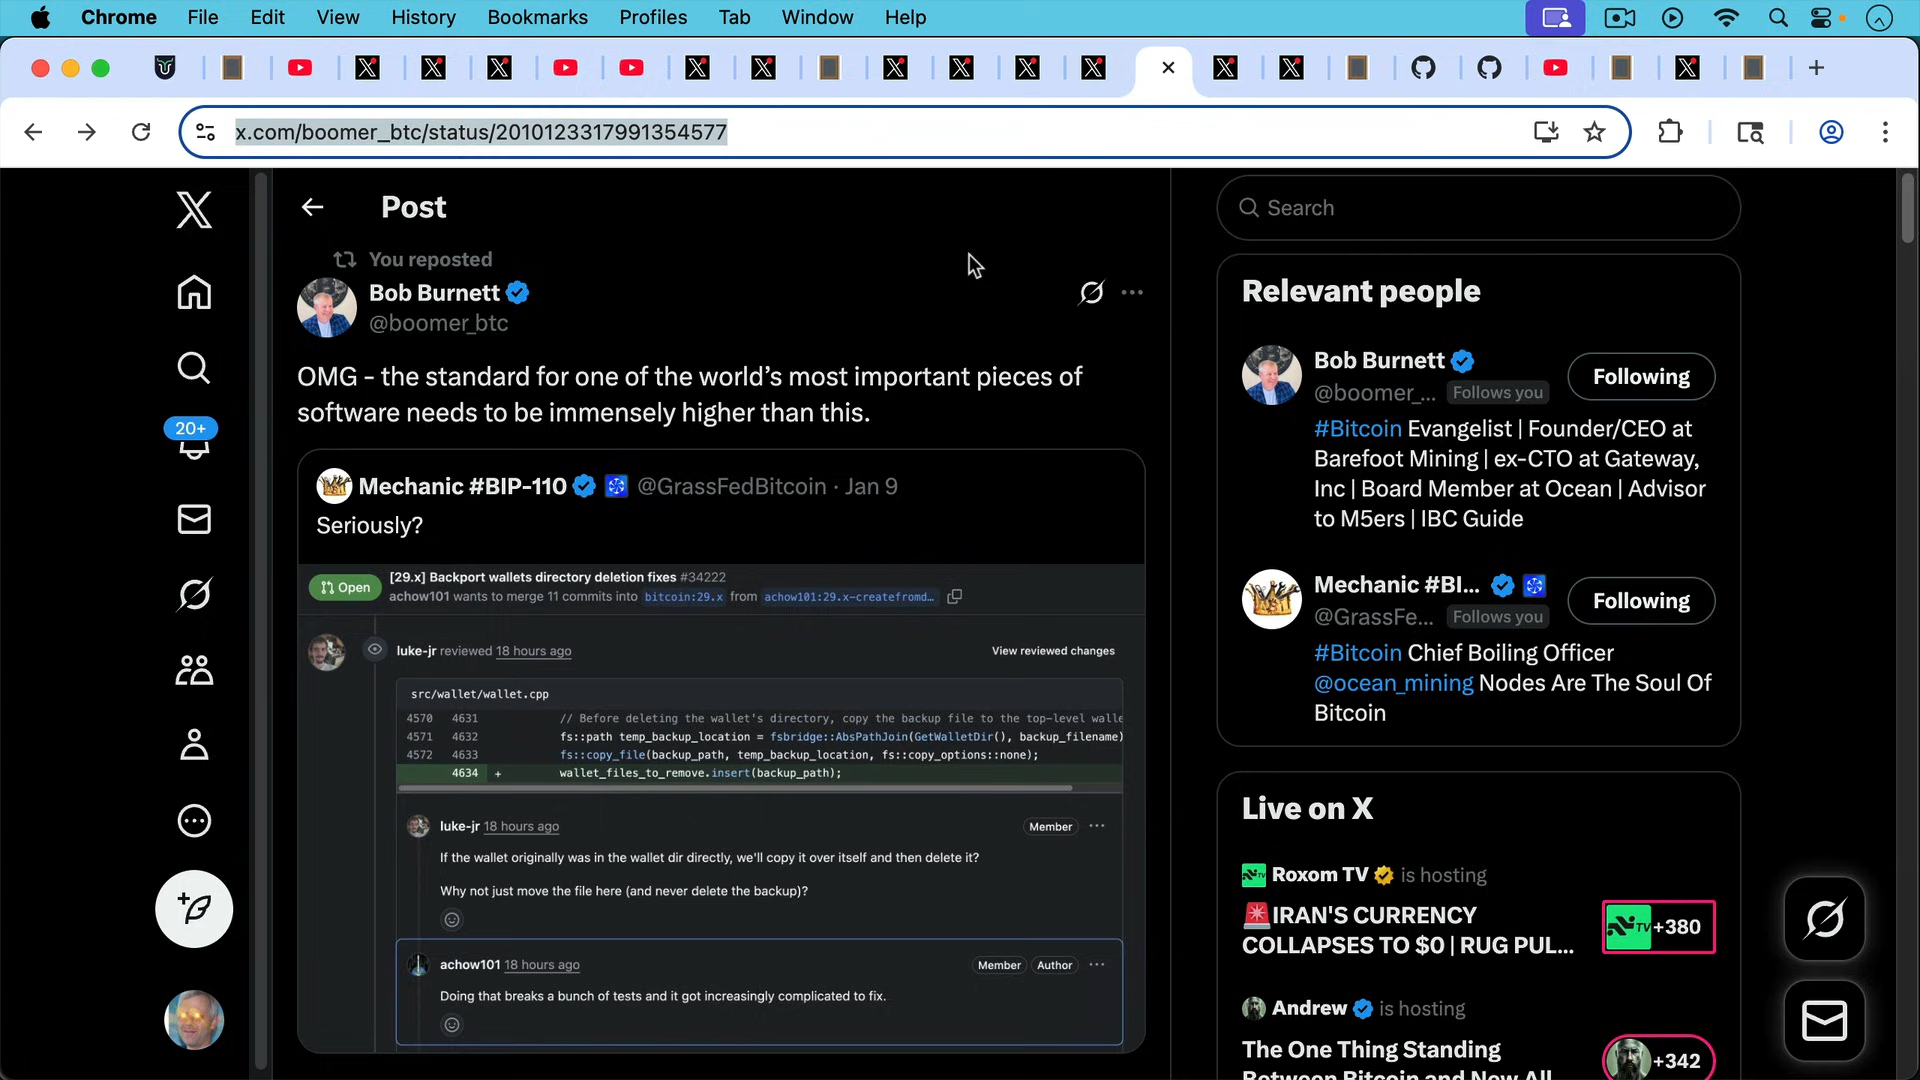 Chrome File Edit View History Bookmarks Profiles Tab Window Help
x.com/boomer_btc/status/2010123317991354577
Post
You reposted
Bob Burnett
@boomer_btc
OMG - the standard for one of the world’s most important pieces of
software needs to be immensely higher than this.
Mechanic #BIP-110 @GrassFedBitcoin · Jan 9
Seriously?
Open
[29.x] Backport wallets directory deletion fixes #34222
achow101 wants to merge 11 commits into bitcoin:29.x from achow101:29.x-createfromd…
luke-jr reviewed 18 hours ago
View reviewed changes
src/wallet/wallet.cpp
4570 4631 // Before deleting the wallet's directory, copy the backup file to the top-level walle
4571 4632 fs::path temp_backup_location = fsbridge::AbsPathJoin(GetWalletDir(), backup_filename)
4572 4633 fs::copy_file(backup_path, temp_backup_location, fs::copy_options::none);
4634 + wallet_files_to_remove.insert(backup_path);
luke-jr 18 hours ago
Member
If the wallet originally was in the wallet dir directly, we'll copy it over itself and then delete it?
Why not just move the file here (and never delete the backup)?
achow101 18 hours ago
Member Author
Doing that breaks a bunch of tests and it got increasingly complicated to fix.
20+
Search
Relevant people
Bob Burnett
@boomer_... Follows you
Following
#Bitcoin Evangelist | Founder/CEO at
Barefoot Mining | ex-CTO at Gateway,
Inc | Board Member at Ocean | Advisor
to M5ers | IBC Guide
Mechanic #BI...
@GrassFe... Follows you
Following
#Bitcoin Chief Boiling Officer
@ocean_mining Nodes Are The Soul Of
Bitcoin
Live on X
Roxom TV is hosting
🚨IRAN'S CURRENCY
COLLAPSES TO $0 | RUG PUL...
TV +380
Andrew is hosting
The One Thing Standing
Between Bitcoin and New All
+342